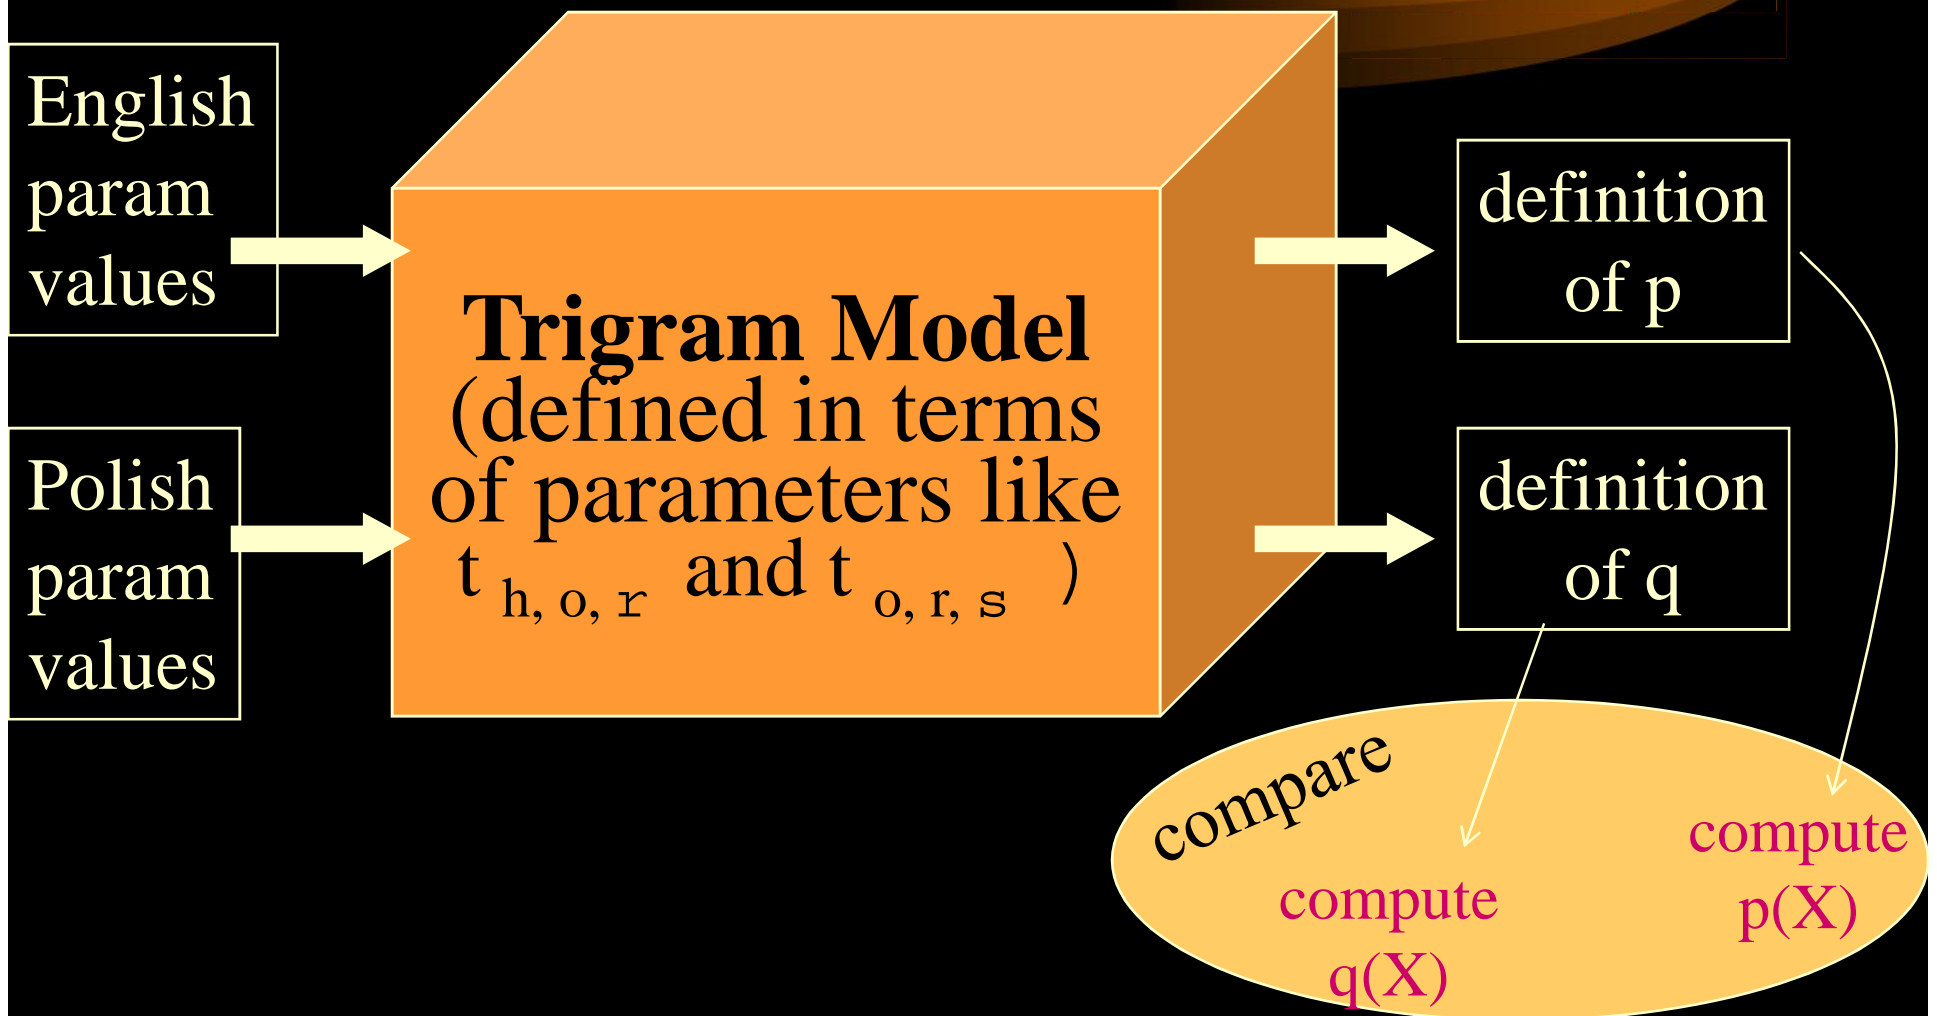 English
param
values
Polish
param
values
Trigram Model
(defined in terms
of parameters like
t h, o, r and t o, r, s )
definition
of p
definition
of q
compare
compute
q(X)
compute
p(X)